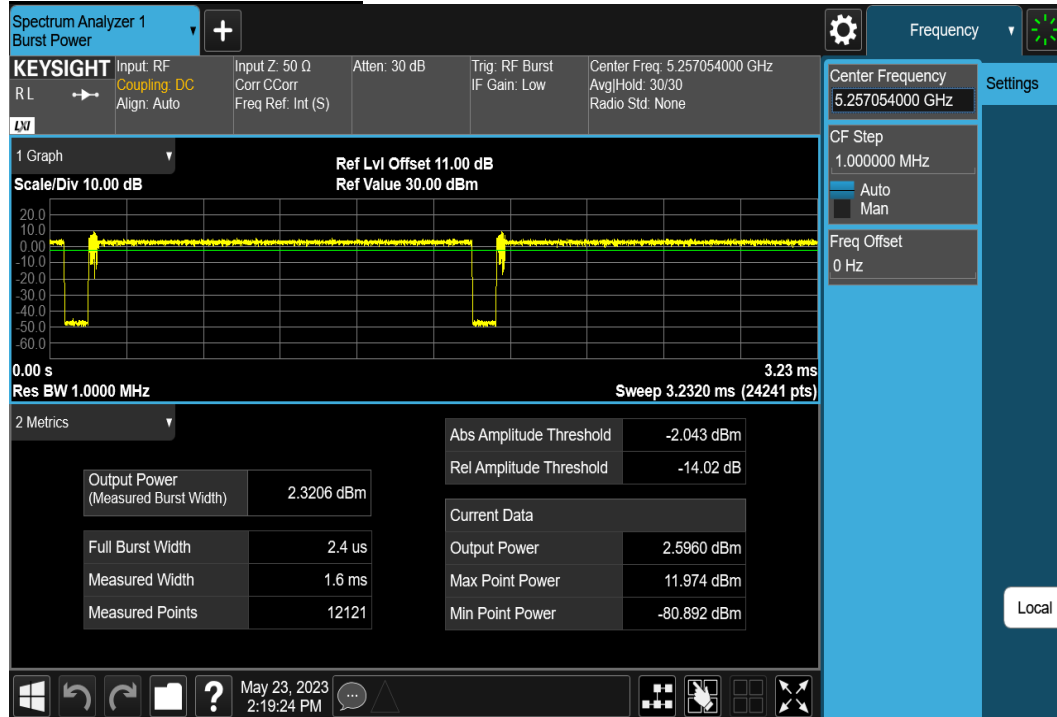 Spectrum Analyzer 1
Burst Power
Frequency
KEYSIGHT
RL
LXI
Input: RF
Coupling: DC
Align: Auto
Input Z: 50 Ω
Corr CCorr
Freq Ref: Int (S)
Atten: 30 dB
Trig: RF Burst
IF Gain: Low
Center Freq: 5.257054000 GHz
Avg|Hold: 30/30
Radio Std: None
Center Frequency
5.257054000 GHz
Settings
CF Step
1.000000 MHz
Auto
Man
Freq Offset
0 Hz
1 Graph
Scale/Div 10.00 dB
Ref Lvl Offset 11.00 dB
Ref Value 30.00 dBm
20.0
10.0
0.00
-10.0
-20.0
-30.0
-40.0
-50.0
-60.0
0.00 s
3.23 ms
Res BW 1.0000 MHz
Sweep 3.2320 ms (24241 pts)
2 Metrics
Output Power
(Measured Burst Width)
2.3206 dBm
Full Burst Width 2.4 us
Measured Width 1.6 ms
Measured Points 12121
Abs Amplitude Threshold -2.043 dBm
Rel Amplitude Threshold -14.02 dB
Current Data
Output Power 2.5960 dBm
Max Point Power 11.974 dBm
Min Point Power -80.892 dBm
Local
?
May 23, 2023
2:19:24 PM